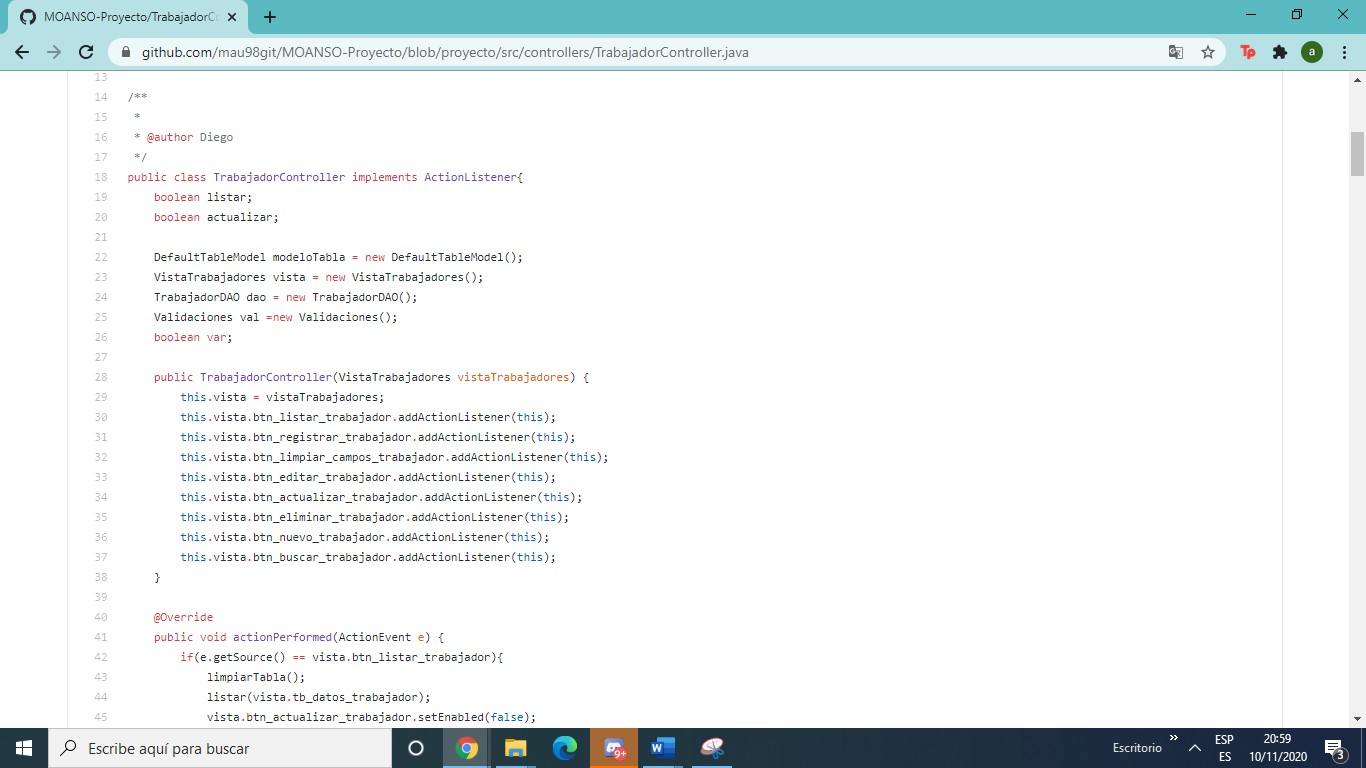 MOANSO-Proyecto/TrabajadorC
github.com/mau98git/MOANSO-Proyecto/blob/proyecto/src/controllers/TrabajadorController.java
a
13
14 /**
15 *
16 * @author Diego
17 */
18 public class TrabajadorController implements ActionListener{
19 boolean listar;
20 boolean actualizar;
21
22 DefaultTableModel modeloTabla = new DefaultTableModel();
23 VistaTrabajadores vista = new VistaTrabajadores();
24 TrabajadorDAO dao = new TrabajadorDAO();
25 Validaciones val =new Validaciones();
26 boolean var;
27
28 public TrabajadorController(VistaTrabajadores vistaTrabajadores) {
29 this.vista = vistaTrabajadores;
30 this.vista.btn_listar_trabajador.addActionListener(this);
31 this.vista.btn_registrar_trabajador.addActionListener(this);
32 this.vista.btn_limpiar_campos_trabajador.addActionListener(this);
33 this.vista.btn_editar_trabajador.addActionListener(this);
34 this.vista.btn_actualizar_trabajador.addActionListener(this);
35 this.vista.btn_eliminar_trabajador.addActionListener(this);
36 this.vista.btn_nuevo_trabajador.addActionListener(this);
37 this.vista.btn_buscar_trabajador.addActionListener(this);
38 }
39
40 @Override
41 public void actionPerformed(ActionEvent e) {
42 if(e.getSource() == vista.btn_listar_trabajador){
43 limpiarTabla();
44 listar(vista.tb_datos_trabajador);
45 vista.btn_actualizar_trabajador.setEnabled(false);
Escribe aquí para buscar
9+
Escritorio
ESP
ES
20:59
10/11/2020
3